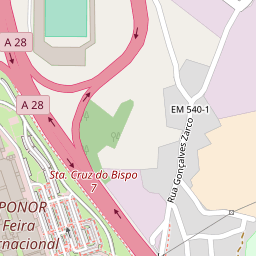 A 28
A 28
EM 540-1
Rua Gonçalves Zarco
Sta. Cruz do Bispo
7
PONOR
Feira
rnacional